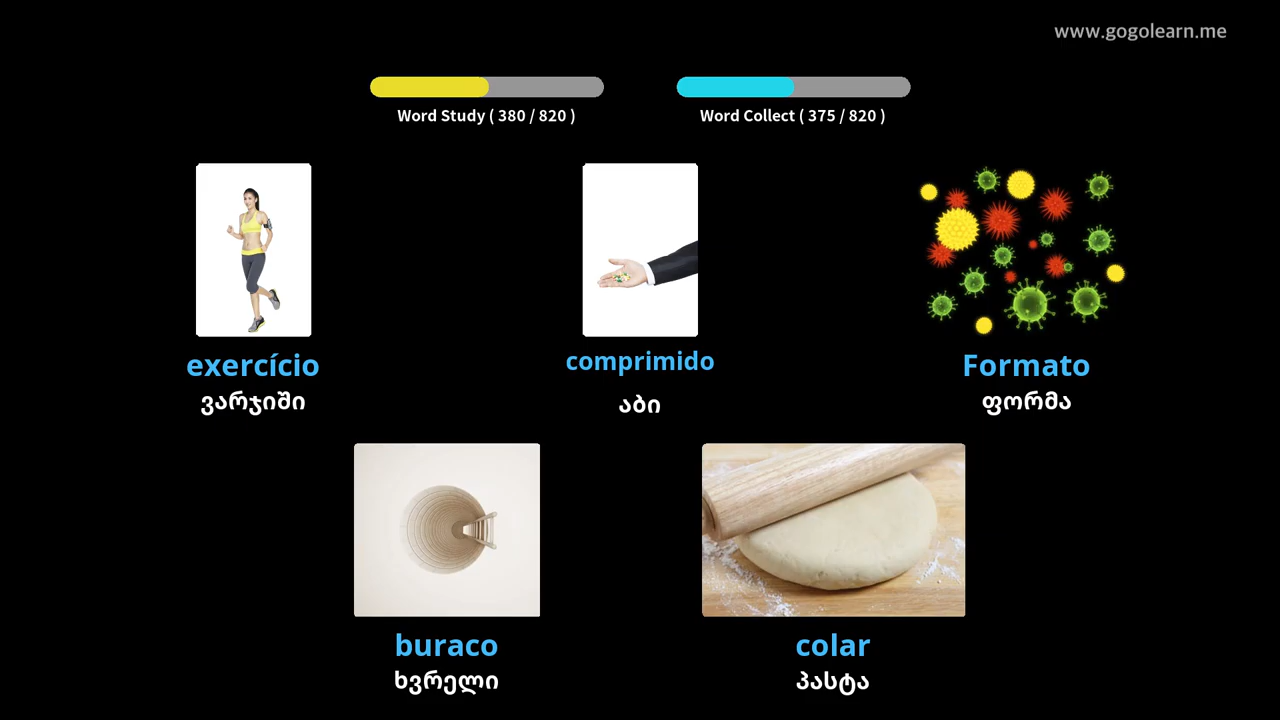 www.gogolearn.me
Word Study ( 380 / 820 )
Word Collect ( 375 / 820 )
exercício
ვარჯიში
comprimido
აბი
Formato
ფორმა
buraco
ხვრელი
colar
პასტა